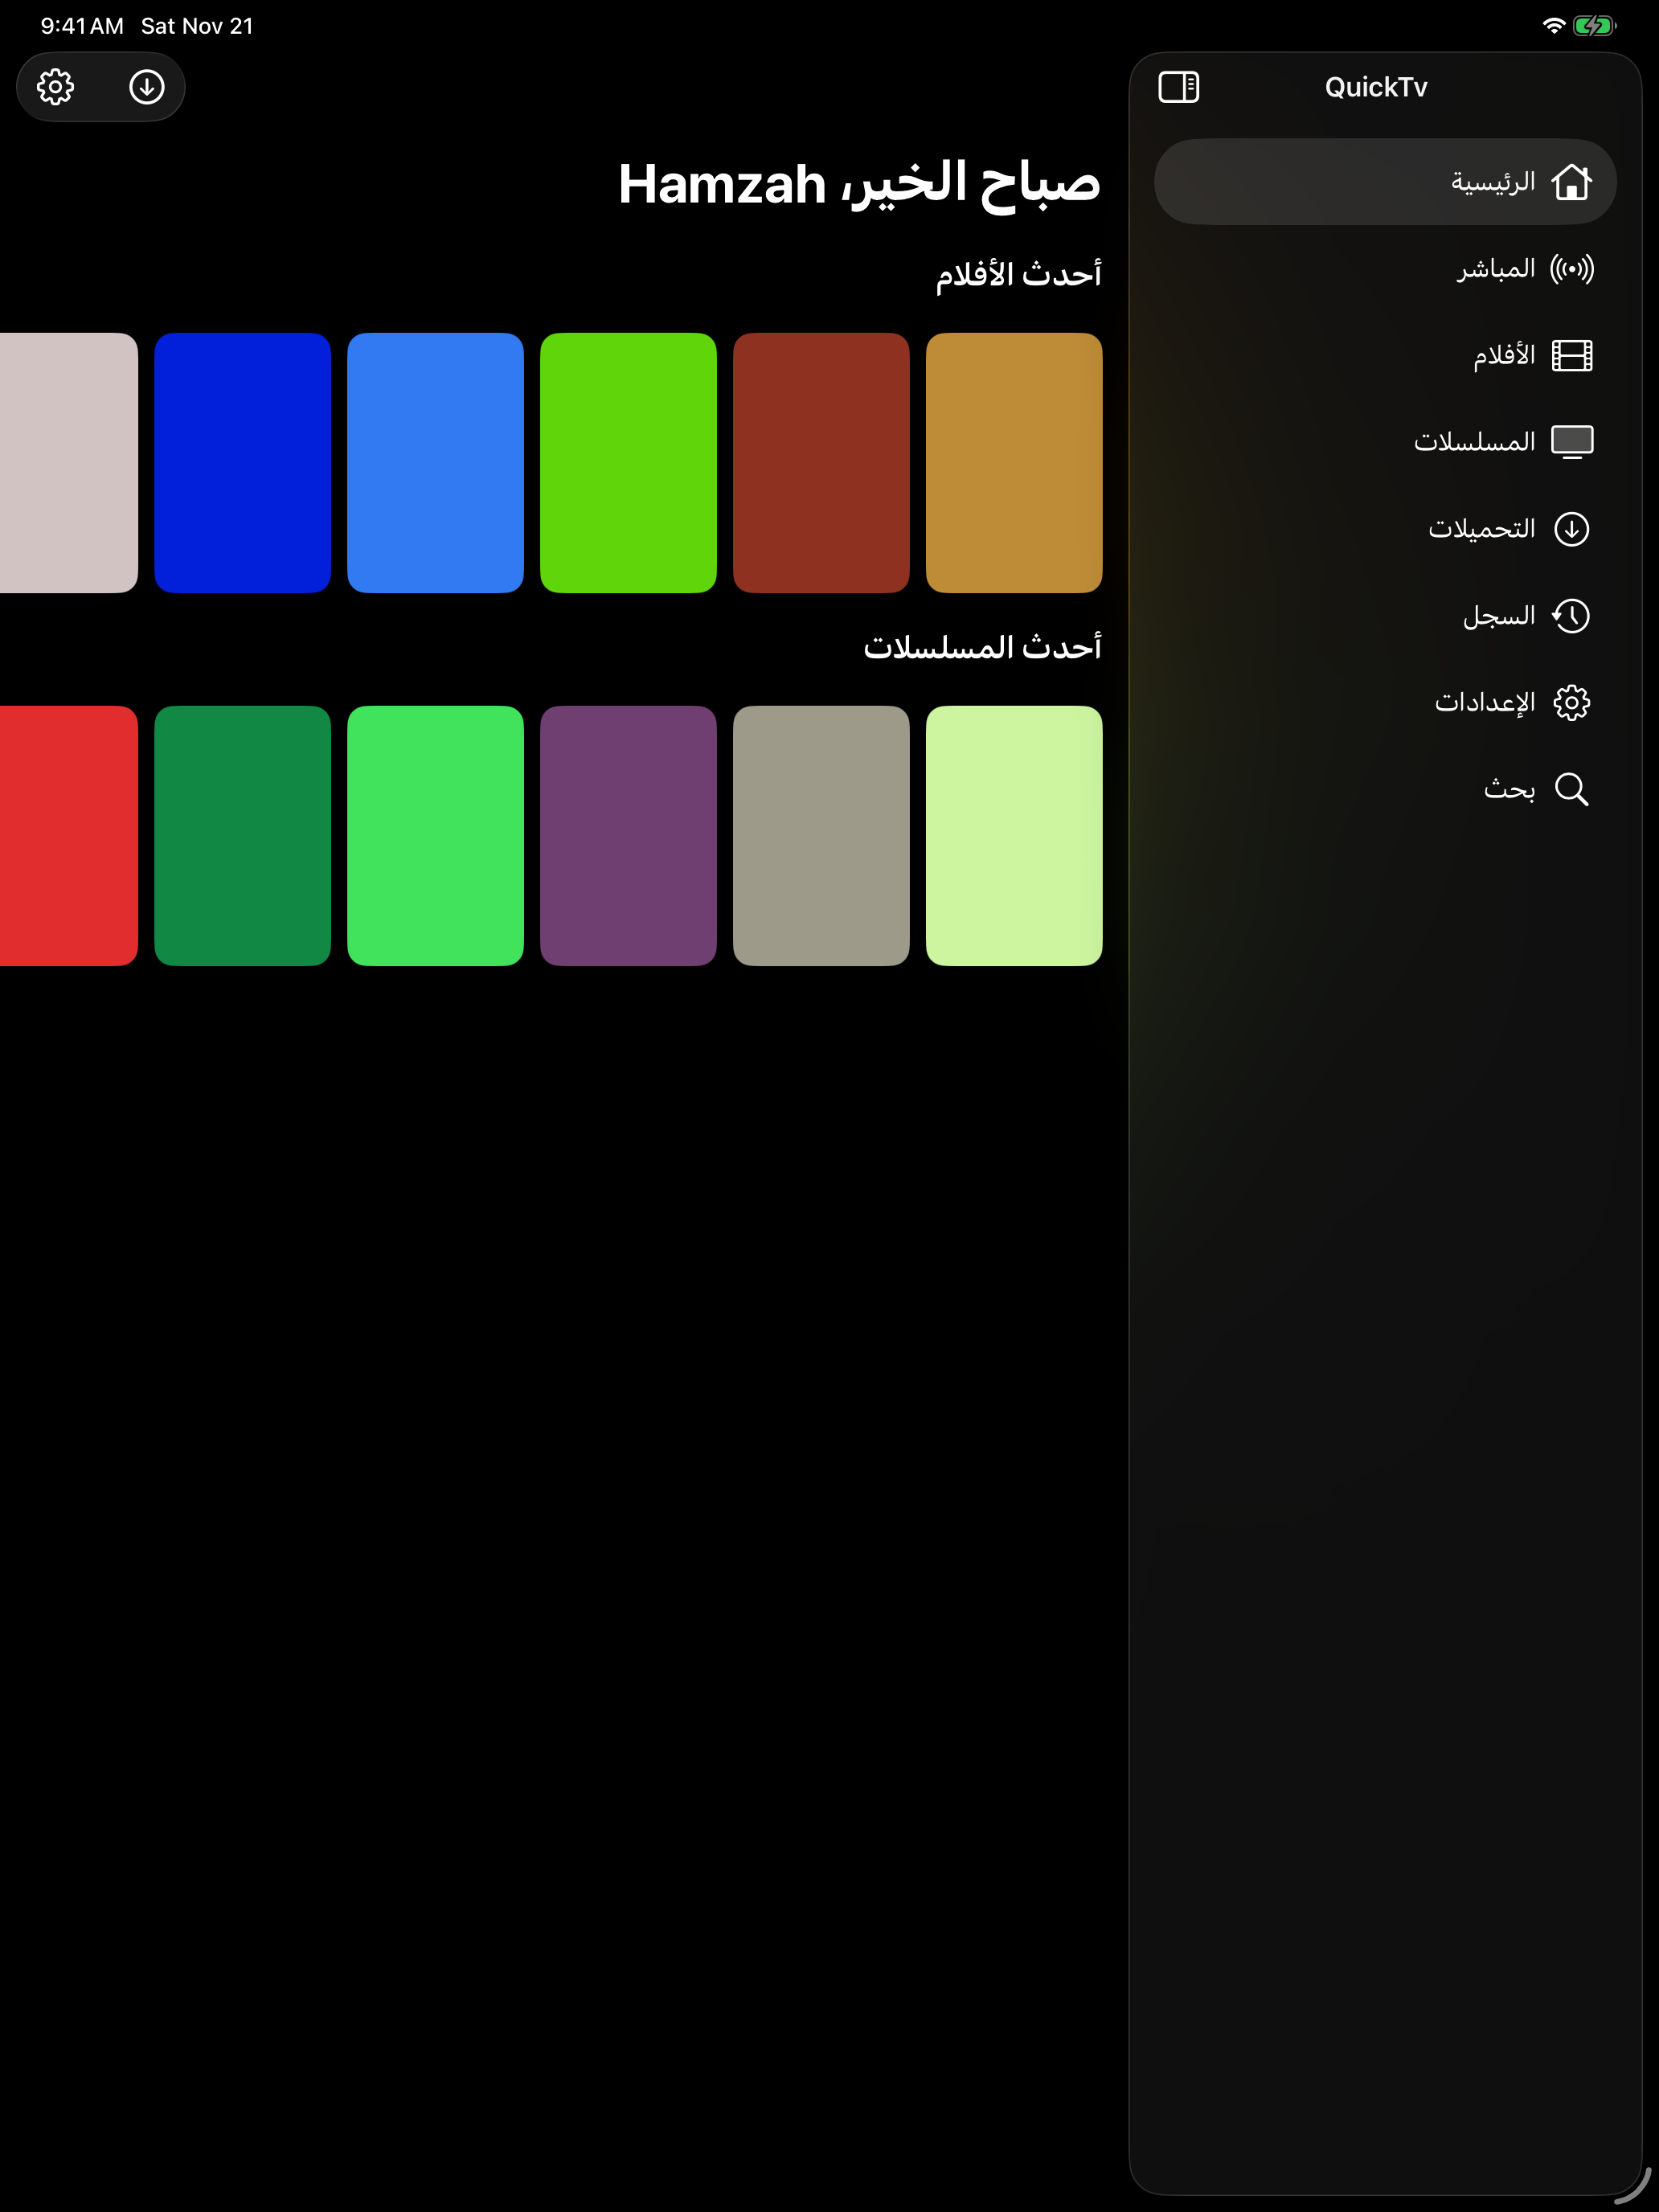 9:41 AM Sat Nov 21
QuickTv
الرئيسية
المباشر
الأفلام
المسلسلات
التحميلات
السجل
الإعدادات
بحث
صباح الخير، Hamzah
أحدث الأفلام
أحدث المسلسلات